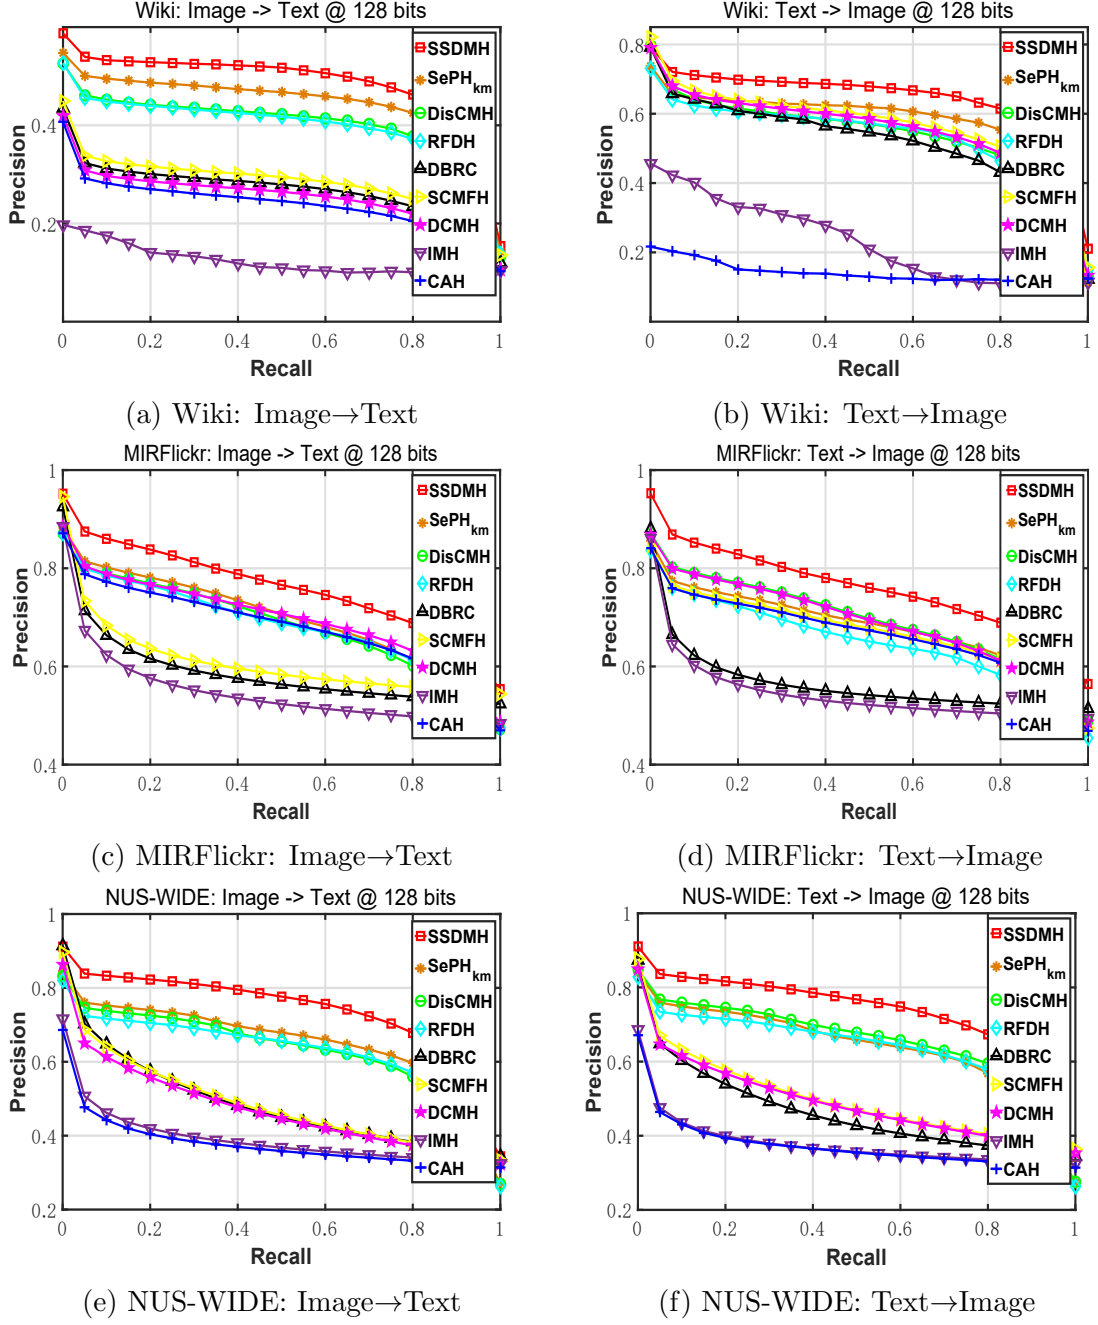 Wiki: Image -> Text @ 128 bits
Precision
0.4
0.2
0
0.2
0.4
0.6
0.8
1
Recall
SSDMH
SePHkm
DisCMH
RFDH
DBRC
SCMFH
DCMH
IMH
CAH
(a) Wiki: Image→Text
Wiki: Text -> Image @ 128 bits
Precision
0.8
0.6
0.4
0.2
0
0.2
0.4
0.6
0.8
1
Recall
SSDMH
SePHkm
DisCMH
RFDH
DBRC
SCMFH
DCMH
IMH
CAH
(b) Wiki: Text→Image
MIRFlickr: Image -> Text @ 128 bits
Precision
1
0.8
0.6
0.4
0
0.2
0.4
0.6
0.8
1
Recall
SSDMH
SePHkm
DisCMH
RFDH
DBRC
SCMFH
DCMH
IMH
CAH
(c) MIRFlickr: Image→Text
MIRFlickr: Text -> Image @ 128 bits
Precision
1
0.8
0.6
0.4
0
0.2
0.4
0.6
0.8
1
Recall
SSDMH
SePHkm
DisCMH
RFDH
DBRC
SCMFH
DCMH
IMH
CAH
(d) MIRFlickr: Text→Image
NUS-WIDE: Image -> Text @ 128 bits
Precision
1
0.8
0.6
0.4
0.2
0
0.2
0.4
0.6
0.8
1
Recall
SSDMH
SePHkm
DisCMH
RFDH
DBRC
SCMFH
DCMH
IMH
CAH
(e) NUS-WIDE: Image→Text
NUS-WIDE: Text -> Image @ 128 bits
Precision
1
0.8
0.6
0.4
0.2
0
0.2
0.4
0.6
0.8
1
Recall
SSDMH
SePHkm
DisCMH
RFDH
DBRC
SCMFH
DCMH
IMH
CAH
(f) NUS-WIDE: Text→Image